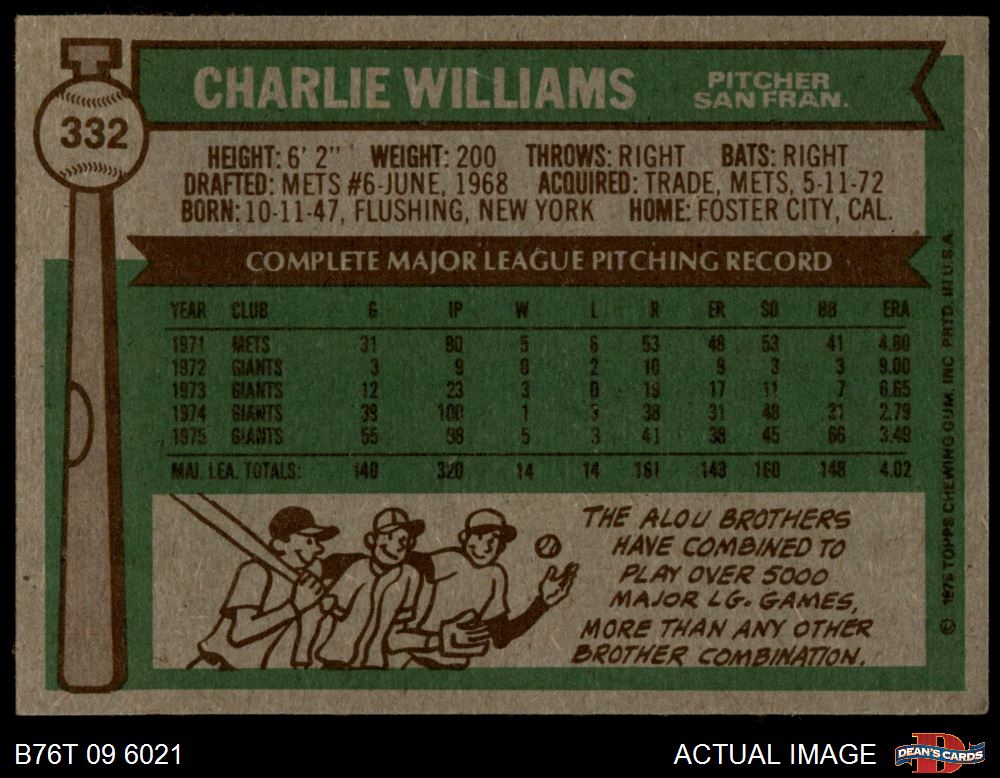 CHARLIE WILLIAMS
PITCHER
SAN FRAN.
332
HEIGHT: 6' 2" WEIGHT: 200 THROWS: RIGHT BATS: RIGHT
DRAFTED: METS #6-JUNE, 1968 ACQUIRED: TRADE, METS, 5-11-72
BORN: 10-11-47, FLUSHING, NEW YORK HOME: FOSTER CITY, CAL.
COMPLETE MAJOR LEAGUE PITCHING RECORD
YEAR CLUB G IP W L R ER SO BB ERA
1971 METS 31 90 5 6 53 48 53 41 4.80
1972 GIANTS 3 9 0 2 10 9 3 3 9.00
1973 GIANTS 12 23 3 0 19 17 11 7 6.65
1974 GIANTS 39 100 1 3 38 31 48 31 2.79
1975 GIANTS 55 98 5 3 41 38 45 66 3.49
MAJ. LEA. TOTALS: 140 320 14 14 161 143 160 148 4.02
THE ALOU BROTHERS
HAVE COMBINED TO
PLAY OVER 5000
MAJOR LG. GAMES,
MORE THAN ANY OTHER
BROTHER COMBINATION.
© 1976 TOPPS CHEWING GUM, INC. PRTD. IN U.S.A.
B76T 09 6021
ACTUAL IMAGE
DEAN'S CARDS